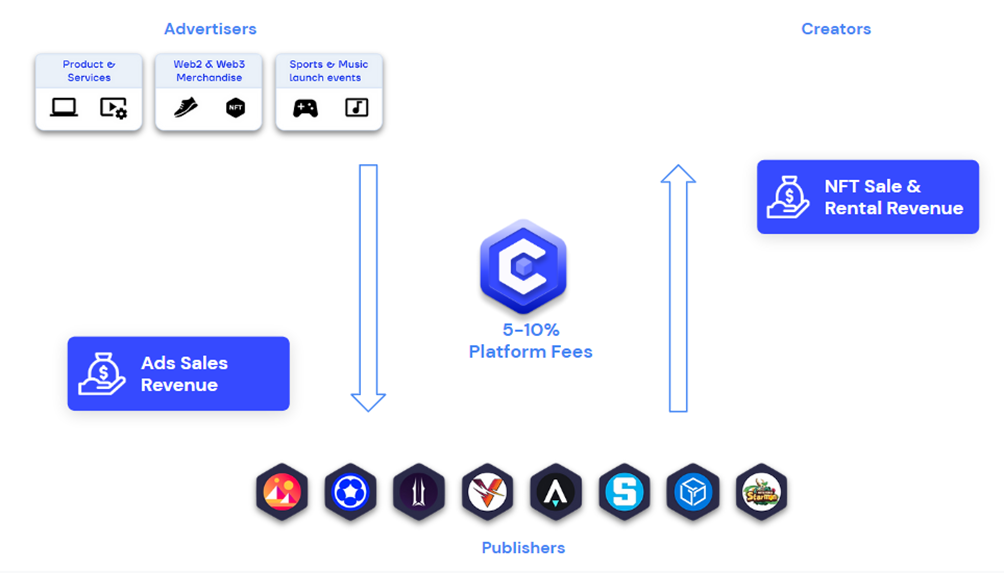 Advertisers
Creators
Product &
Services
Web2 & Web3
Merchandise
Sports & Music
launch events
NFT
NFT Sale &
Rental Revenue
5-10%
Platform Fees
Ads Sales
Revenue
Publishers